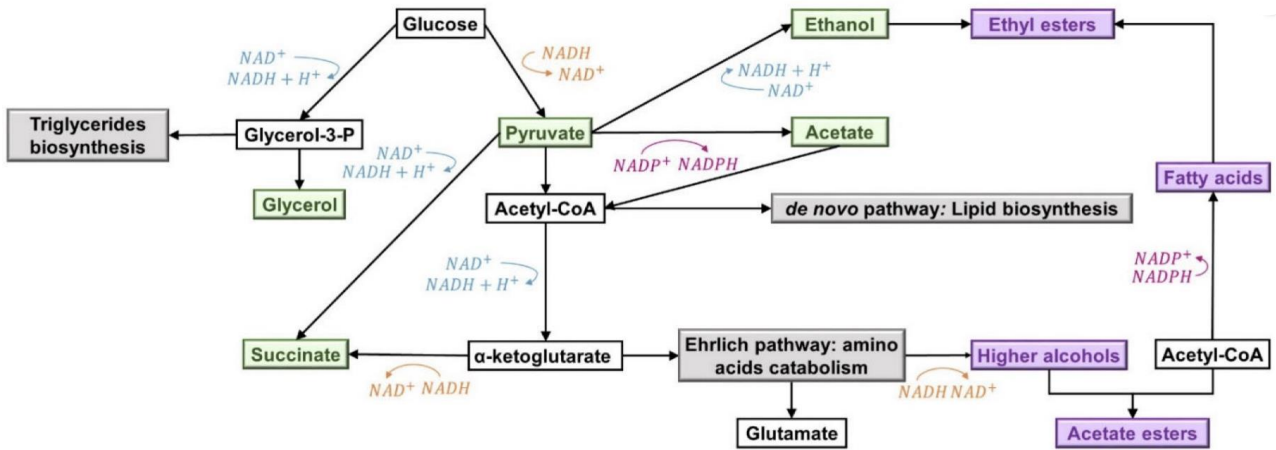 Glucose
Ethanol
Ethyl esters
NAD⁺
NADH + H⁺
NADH
NAD⁺
NADH + H⁺
NAD⁺
Triglycerides
biosynthesis
Glycerol-3-P
Pyruvate
Acetate
NAD⁺
NADH + H⁺
NADP⁺ NADPH
Glycerol
Acetyl-CoA
de novo pathway: Lipid biosynthesis
Fatty acids
NAD⁺
NADH + H⁺
NADP⁺
NADPH
Succinate
α-ketoglutarate
Ehrlich pathway: amino
acids catabolism
Higher alcohols
Acetyl-CoA
NAD⁺ NADH
NADH NAD⁺
Glutamate
Acetate esters